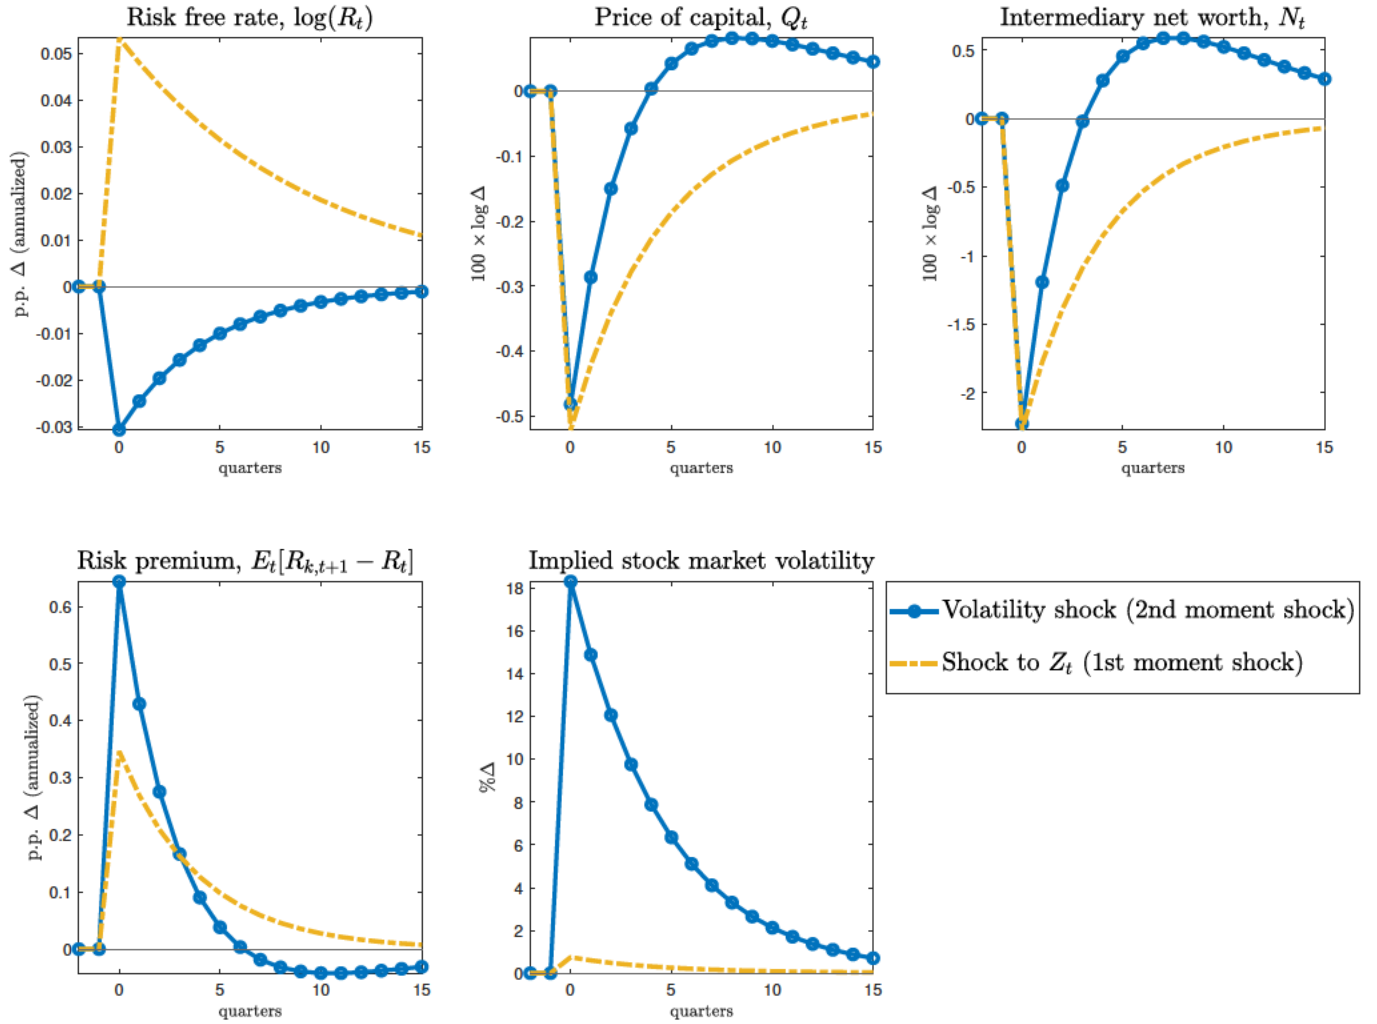 Risk free rate, log(R_t)
p.p. Δ (annualized)
0.05
0.04
0.03
0.02
0.01
0
-0.01
-0.02
-0.03
0 5 10 15
quarters
Price of capital, Q_t
100 × log Δ
0
-0.1
-0.2
-0.3
-0.4
-0.5
0 5 10 15
quarters
Intermediary net worth, N_t
100 × log Δ
0.5
0
-0.5
-1
-1.5
-2
0 5 10 15
quarters
Risk premium, E_t[R_{k,t+1} − R_t]
p.p. Δ (annualized)
0.6
0.5
0.4
0.3
0.2
0.1
0
0 5 10 15
quarters
Implied stock market volatility
%Δ
18
16
14
12
10
8
6
4
2
0
0 5 10 15
quarters
Volatility shock (2nd moment shock)
Shock to Z_t (1st moment shock)